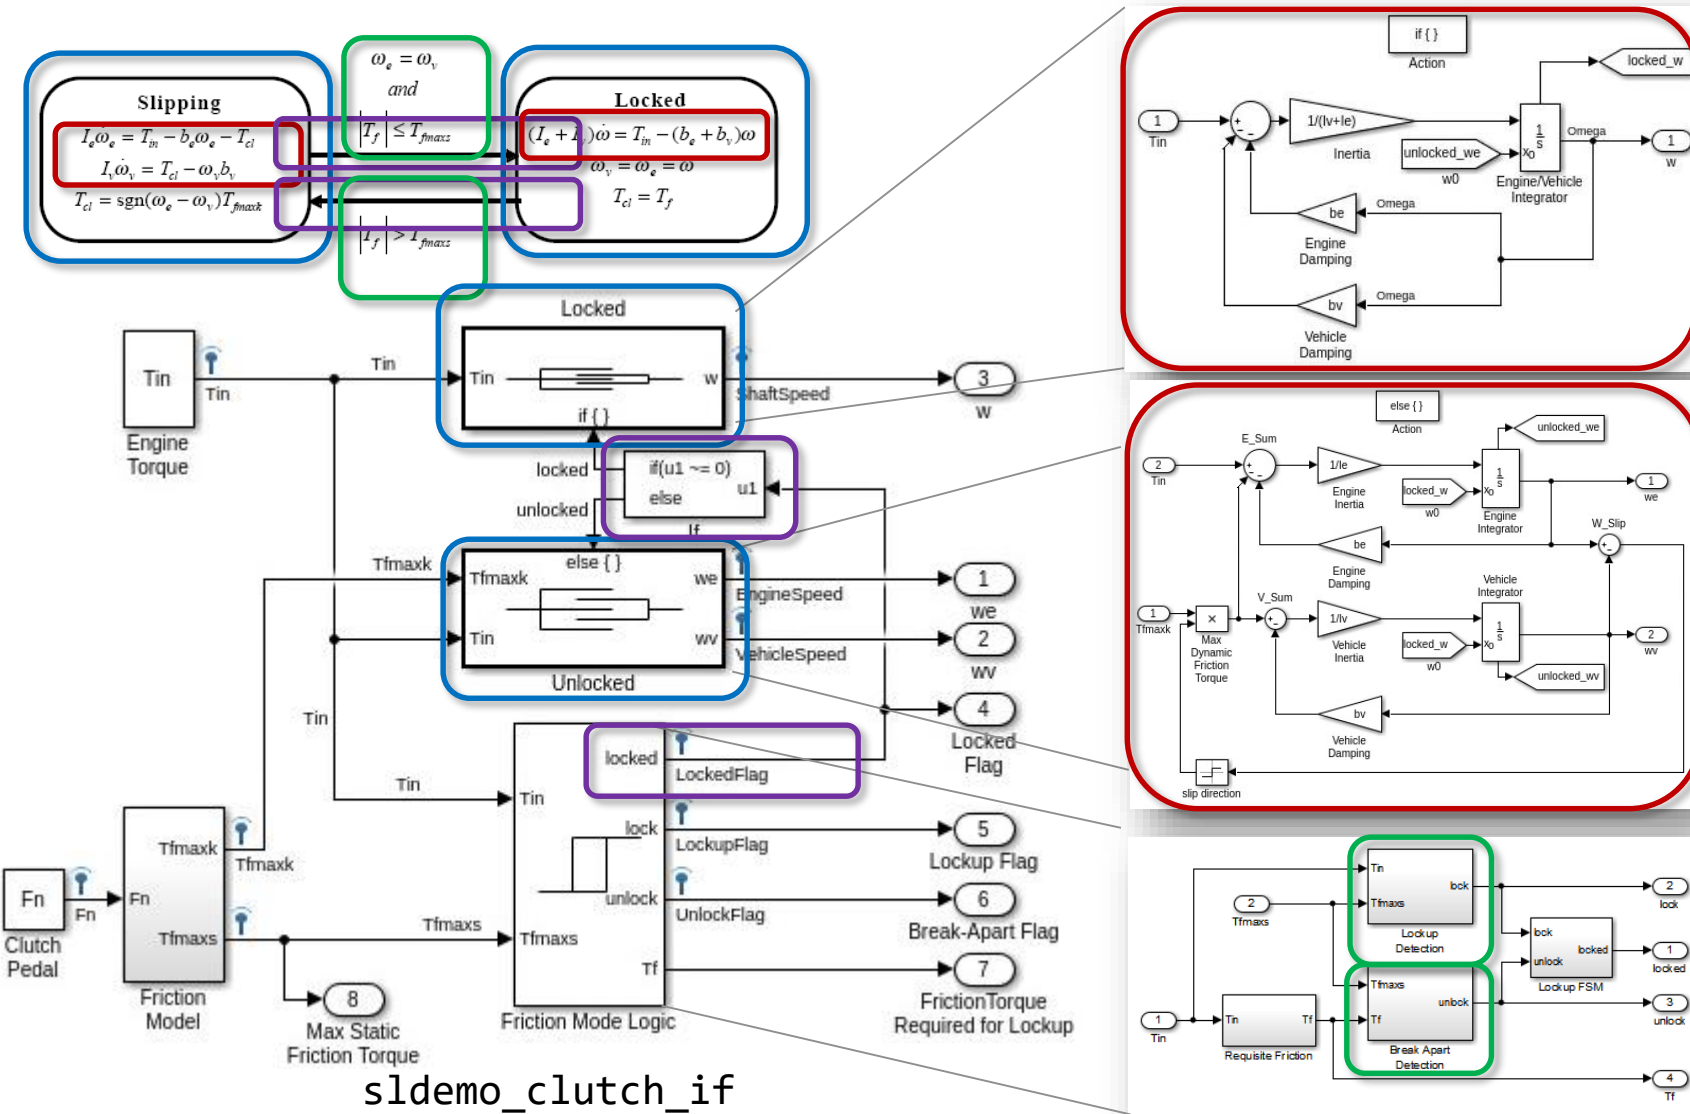 Slipping
I_e ω̇_e = T_in − b_e ω_e − T_cl
I_v ω̇_v = T_cl − ω_v b_v
T_cl = sgn(ω_e − ω_v)T_fmaxk
ω_e = ω_v
and
|T_f| ≤ T_fmaxs
|T_f| > T_fmaxs
Locked
(I_e + I_v)ω̇ = T_in − (b_e + b_v)ω
ω_v = ω_e = ω
T_cl = T_f
Locked
Tin
Tin
Engine
Torque
Tin
Tin
w
if { }
ShaftSpeed
3
w
locked
unlocked
if(u1 ~= 0)
else
u1
If
Tfmaxk
Tfmaxk
Tin
else { }
we
wv
EngineSpeed
VehicleSpeed
Unlocked
1
we
2
wv
4
Locked
Flag
Tin
Tin
Tin
Tfmaxs
locked
LockedFlag
lock
LockupFlag
unlock
UnlockFlag
Tf
5
Lockup Flag
6
Break-Apart Flag
7
FrictionTorque
Required for Lockup
Friction Mode Logic
Fn
Fn
Clutch
Pedal
Fn
Tfmaxk
Tfmaxs
Tfmaxk
Tfmaxs
Friction
Model
8
Max Static
Friction Torque
sldemo_clutch_if
if { }
Action
locked_w
1
Tin
1/(Iv+Ie)
Inertia
unlocked_we
w0
1
s
x0
Engine/Vehicle
Integrator
Omega
1
w
be
Omega
Engine
Damping
bv
Omega
Vehicle
Damping
else { }
Action
unlocked_we
E_Sum
2
Tin
1/Ie
Engine
Inertia
locked_w
w0
1
s
x0
Engine
Integrator
1
we
W_Slip
be
Engine
Damping
1
Tfmaxk
×
Max
Dynamic
Friction
Torque
V_Sum
1/Iv
Vehicle
Inertia
locked_w
w0
Vehicle
Integrator
1
s
x0
2
wv
unlocked_wv
bv
Vehicle
Damping
slip direction
Tin
Tfmaxs
lock
Lockup
Detection
2
Tfmaxs
2
lock
lock
unlock
locked
Lockup FSM
1
locked
Tfmaxs
Tf
unlock
Break Apart
Detection
3
unlock
1
Tin
Tin
Tf
Requisite Friction
4
Tf